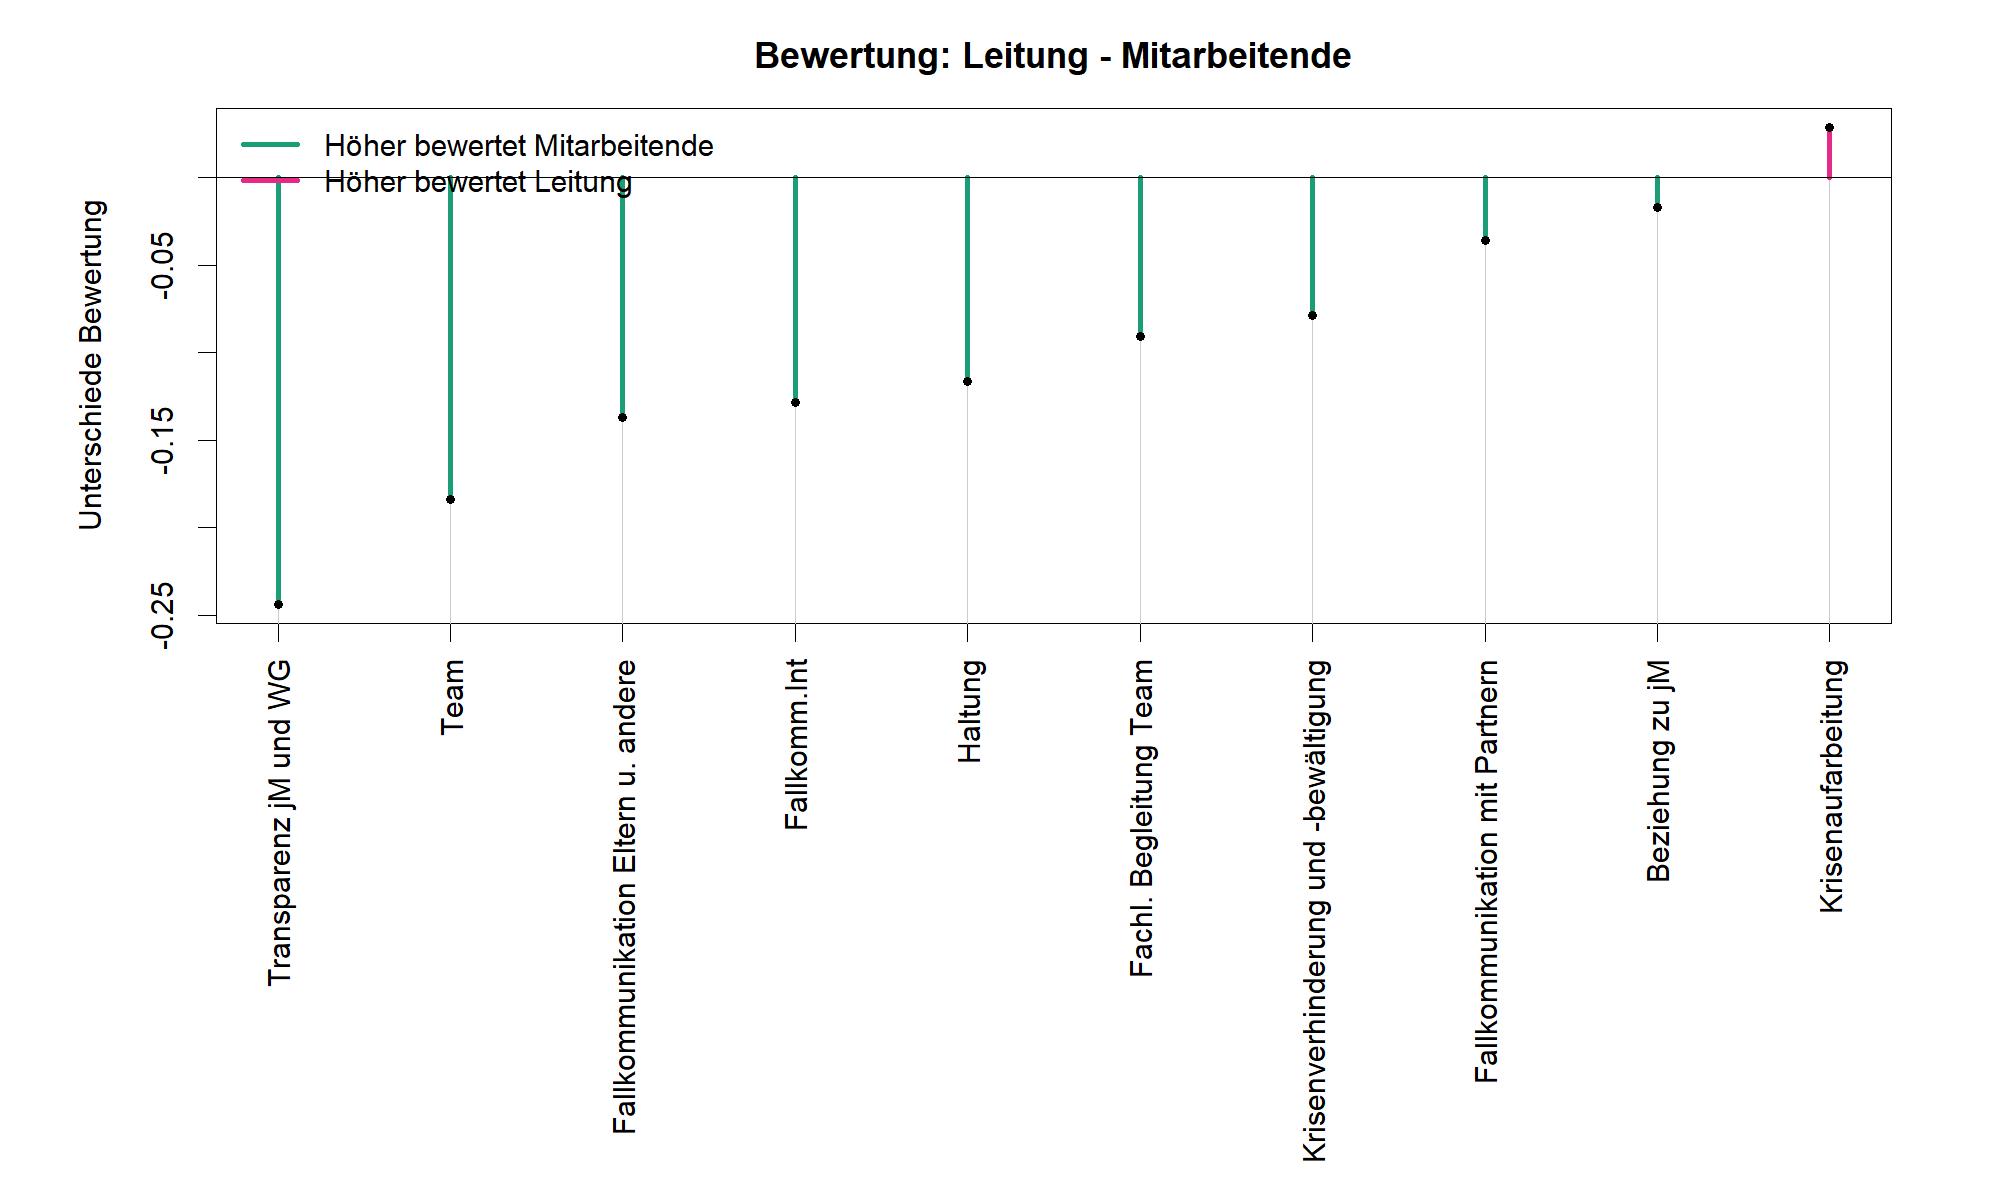 Bewertung: Leitung - Mitarbeitende
Höher bewertet Mitarbeitende
Höher bewertet Leitung
Unterschiede Bewertung
-0.05
-0.15
-0.25
Transparenz jM und WG
Team
Fallkommunikation Eltern u. andere
Fallkomm.Int
Haltung
Fachl. Begleitung Team
Krisenverhinderung und -bewältigung
Fallkommunikation mit Partnern
Beziehung zu jM
Krisenaufarbeitung